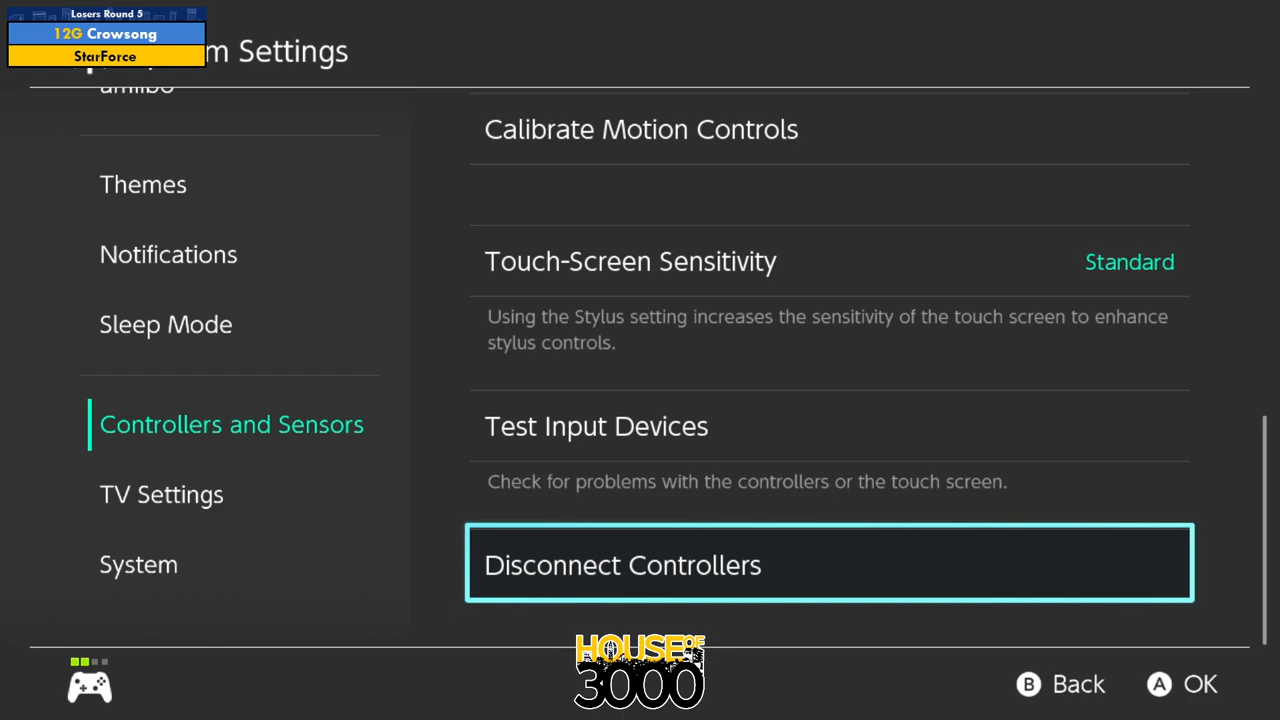 Losers Round 5
12G Crowsong
StarForce
m Settings
amiibo
Themes
Notifications
Sleep Mode
Controllers and Sensors
TV Settings
System
Calibrate Motion Controls
Touch-Screen Sensitivity
Standard
Using the Stylus setting increases the sensitivity of the touch screen to enhance
stylus controls.
Test Input Devices
Check for problems with the controllers or the touch screen.
Disconnect Controllers
HOUSE OF
3000
B Back
A OK